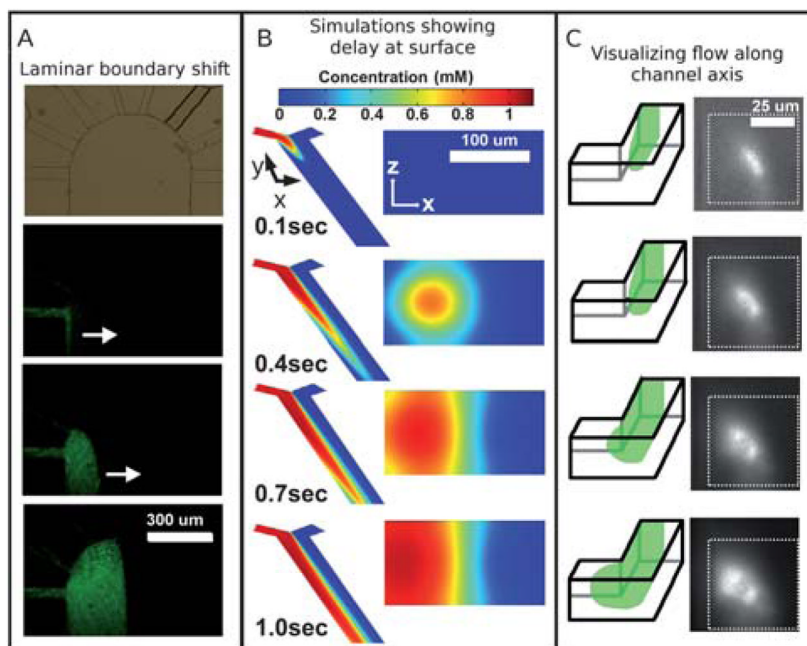 A
Laminar boundary shift
300 um
B
Simulations showing
delay at surface
Concentration (mM)
0 0.2 0.4 0.6 0.8 1
100 um
y
x
z
x
0.1sec
0.4sec
0.7sec
1.0sec
C
Visualizing flow along
channel axis
25 um